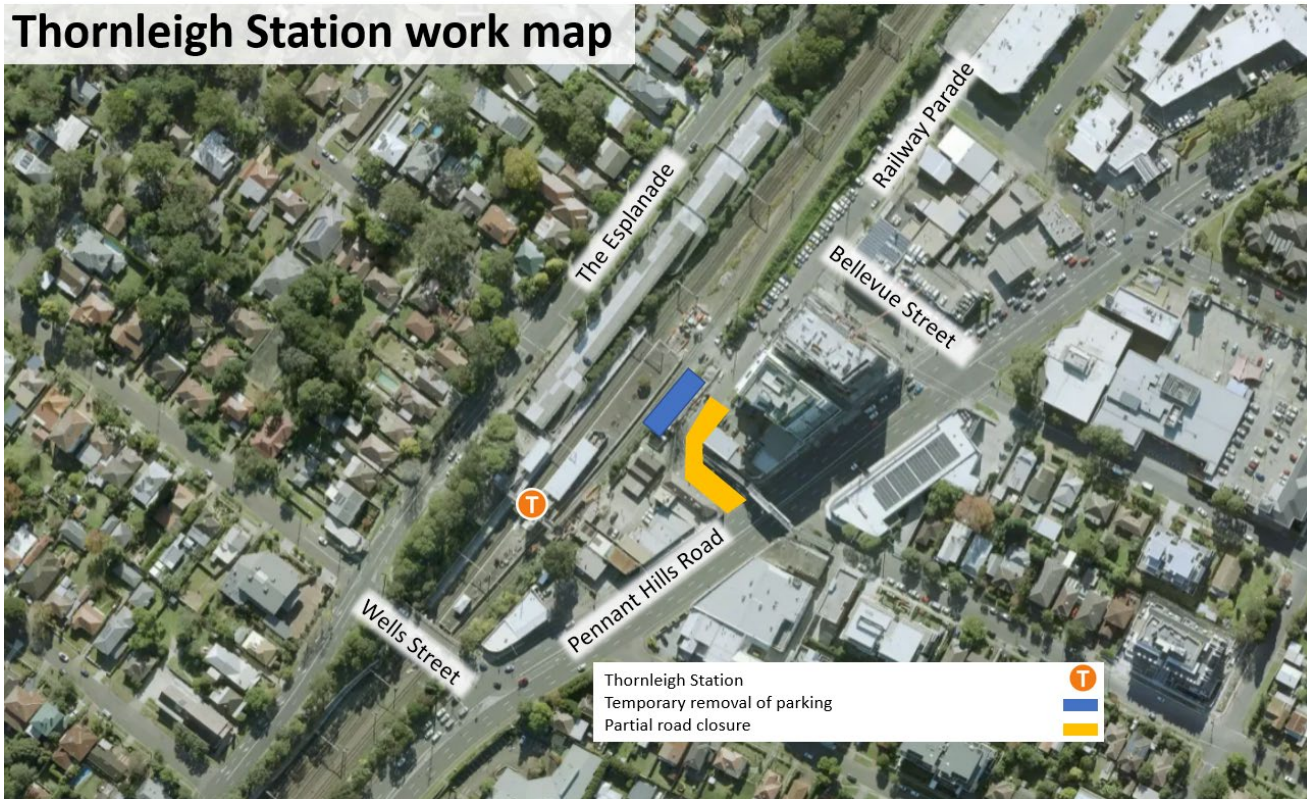 Thornleigh Station work map
Railway Parade
The Esplanade
Bellevue Street
T
Pennant Hills Road
Wells Street
Thornleigh Station T
Temporary removal of parking
Partial road closure